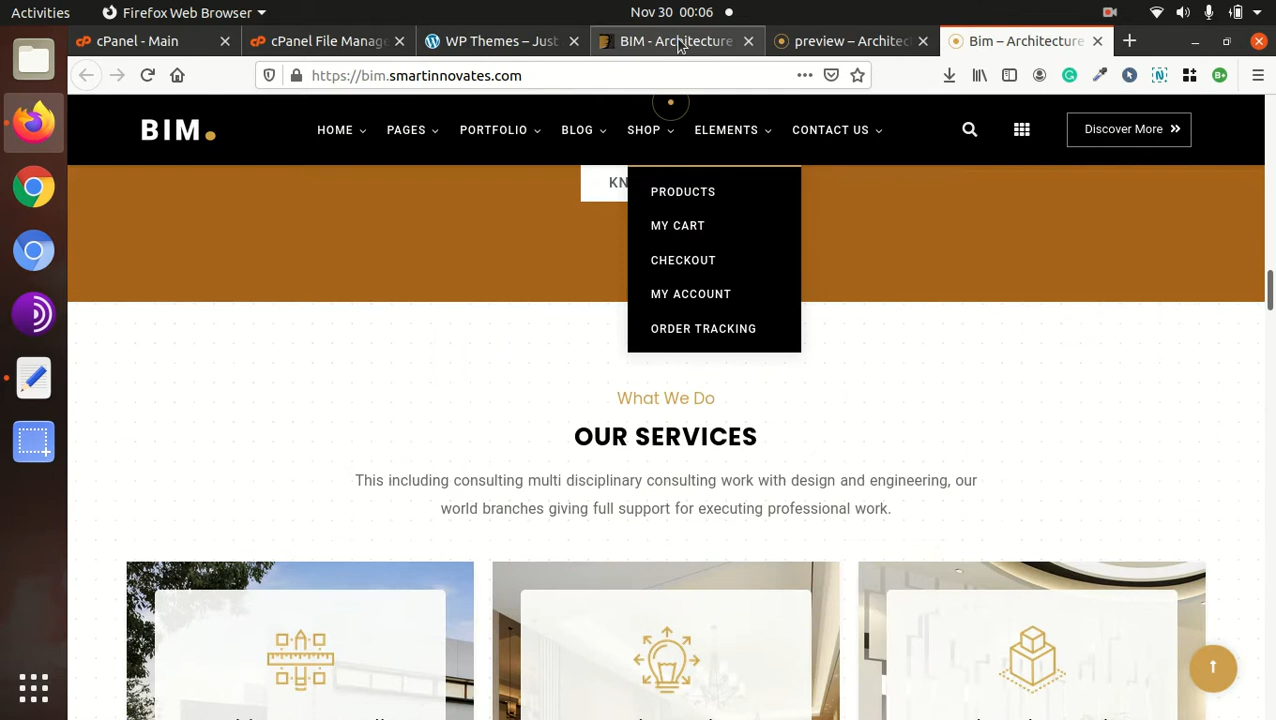 Activities
Firefox Web Browser
Nov 30 00:06
cPanel - Main
cPanel File Manage
WP Themes – Just
BIM - Architecture
preview – Architec
Bim – Architecture
https://bim.smartinnovates.com
BIM.
HOME
PAGES
PORTFOLIO
BLOG
SHOP
ELEMENTS
CONTACT US
Discover More
KN
PRODUCTS
MY CART
CHECKOUT
MY ACCOUNT
ORDER TRACKING
What We Do
OUR SERVICES
This including consulting multi disciplinary consulting work with design and engineering, our
world branches giving full support for executing professional work.